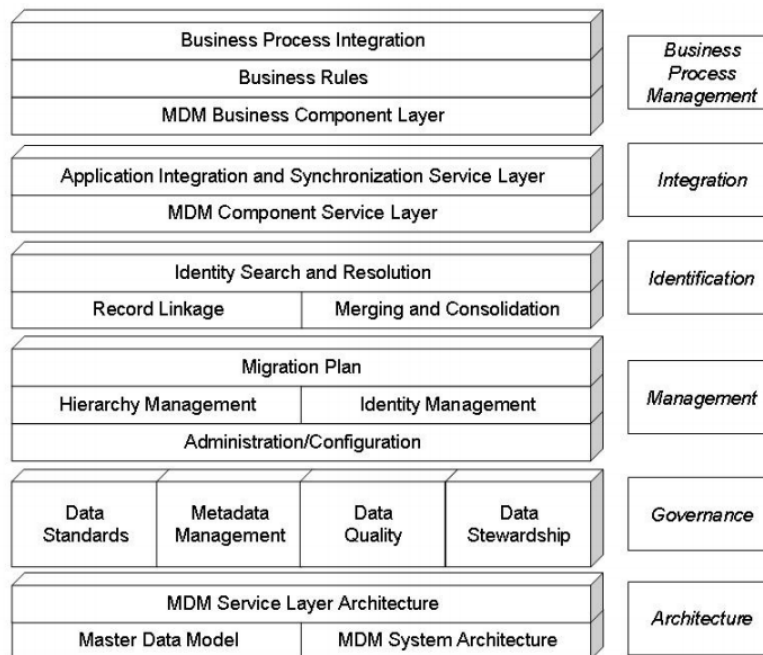 Business Process Integration
Business Rules
MDM Business Component Layer
Business
Process
Management
Application Integration and Synchronization Service Layer
MDM Component Service Layer
Integration
Identity Search and Resolution
Record Linkage
Merging and Consolidation
Identification
Migration Plan
Hierarchy Management
Identity Management
Administration/Configuration
Management
Data
Standards
Metadata
Management
Data
Quality
Data
Stewardship
Governance
MDM Service Layer Architecture
Master Data Model
MDM System Architecture
Architecture